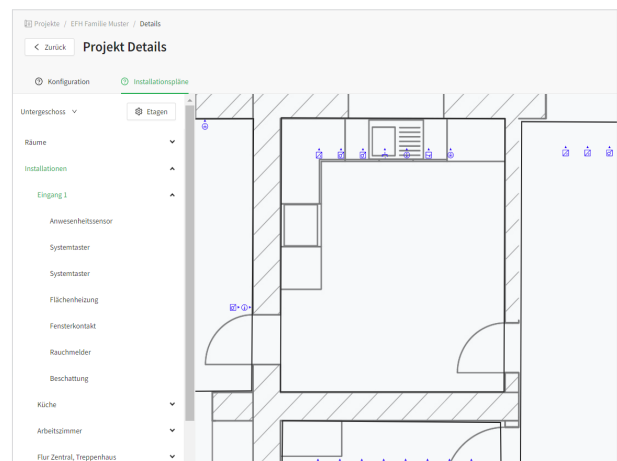 Projekte / EFH Familie Muster / Details
Zurück Projekt Details
Konfiguration Installationspläne
Untergeschoss Etagen
Räume
Installationen
Eingang 1
Anwesenheitssensor
Systemtaster
Systemtaster
Flächenheizung
Fensterkontakt
Rauchmelder
Beschattung
Küche
Arbeitszimmer
Flur Zentral, Treppenhaus